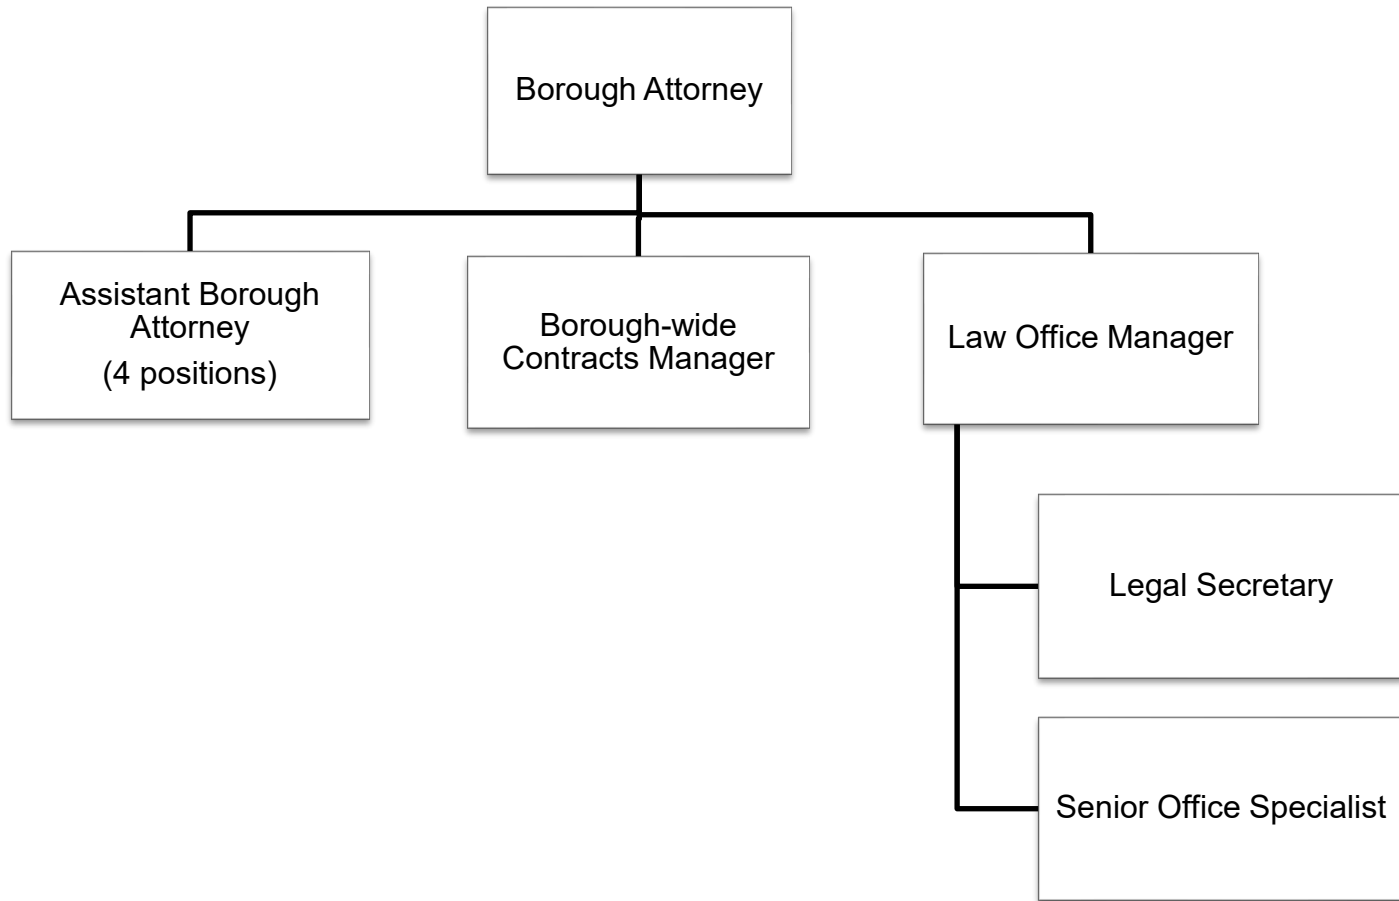 Borough Attorney
Assistant Borough
Attorney
(4 positions)
Borough-wide
Contracts Manager
Law Office Manager
Legal Secretary
Senior Office Specialist